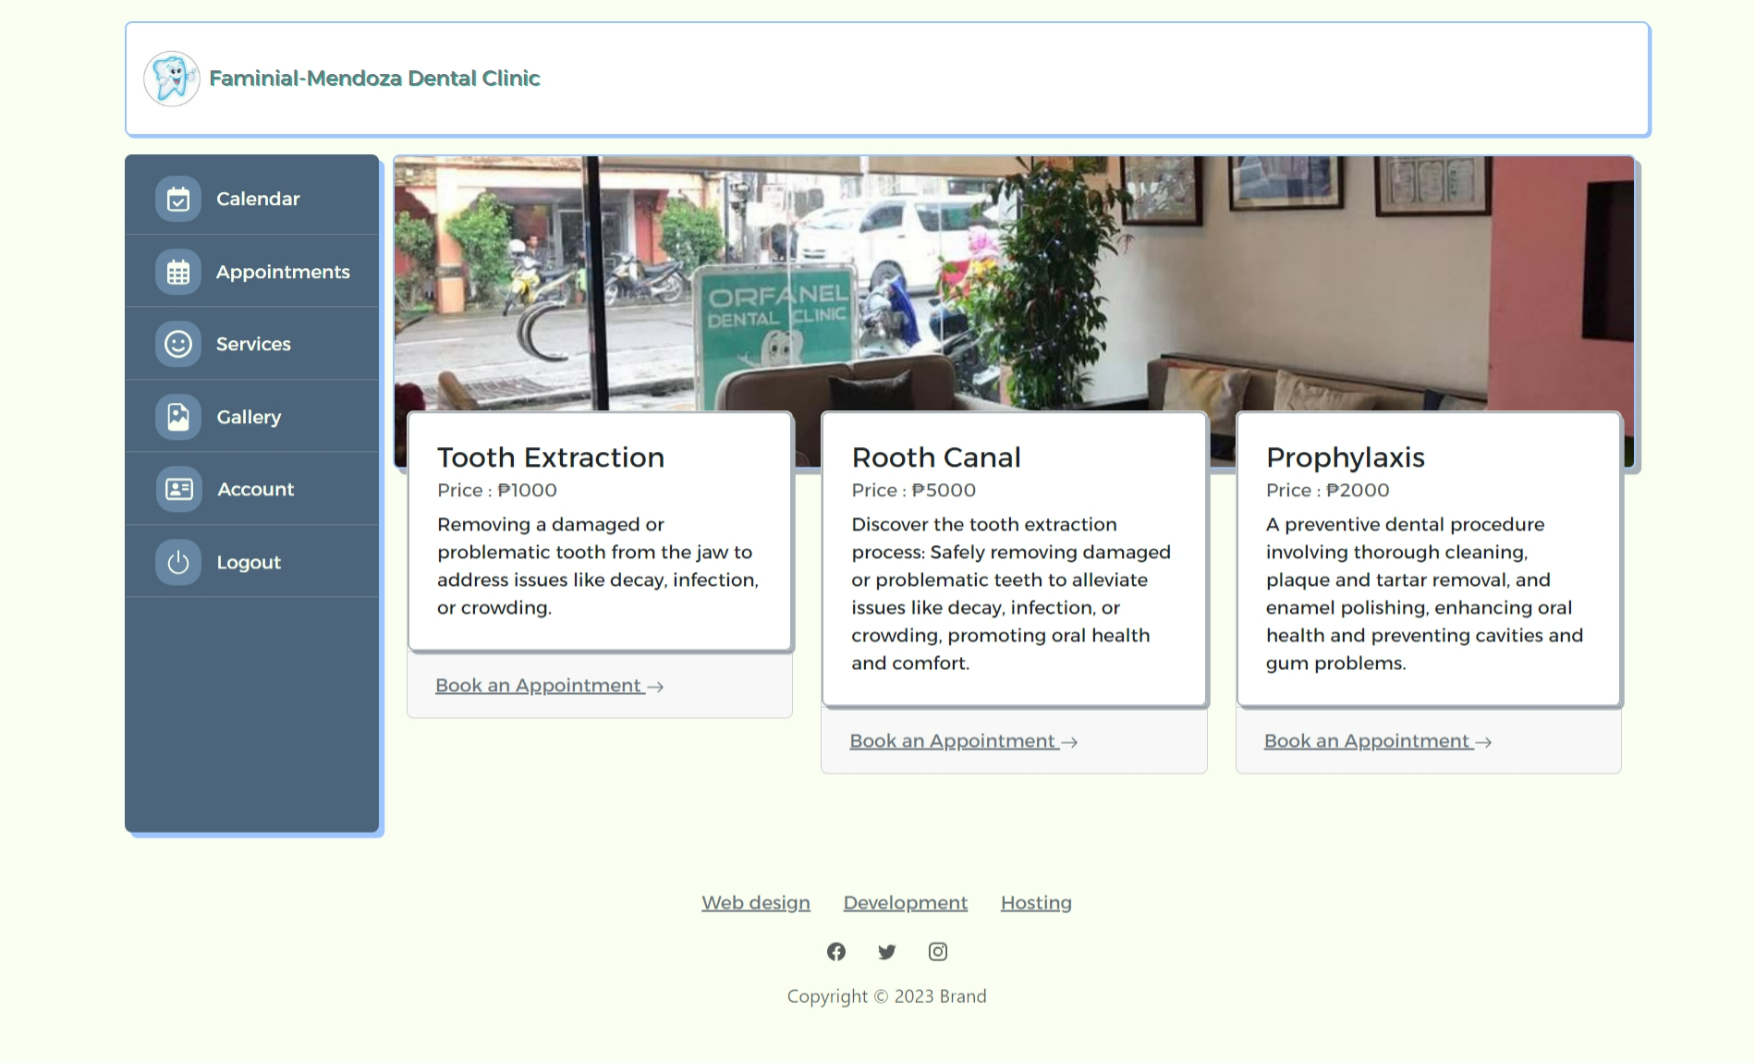 Faminial-Mendoza Dental Clinic
Calendar
Appointments
Services
Gallery
Account
Logout
ORFANEL
DENTAL CLINIC
Tooth Extraction
Price : ₱1000
Removing a damaged or
problematic tooth from the jaw to
address issues like decay, infection,
or crowding.
Book an Appointment →
Rooth Canal
Price : ₱5000
Discover the tooth extraction
process: Safely removing damaged
or problematic teeth to alleviate
issues like decay, infection, or
crowding, promoting oral health
and comfort.
Book an Appointment →
Prophylaxis
Price : ₱2000
A preventive dental procedure
involving thorough cleaning,
plaque and tartar removal, and
enamel polishing, enhancing oral
health and preventing cavities and
gum problems.
Book an Appointment →
Web design Development Hosting
Copyright © 2023 Brand